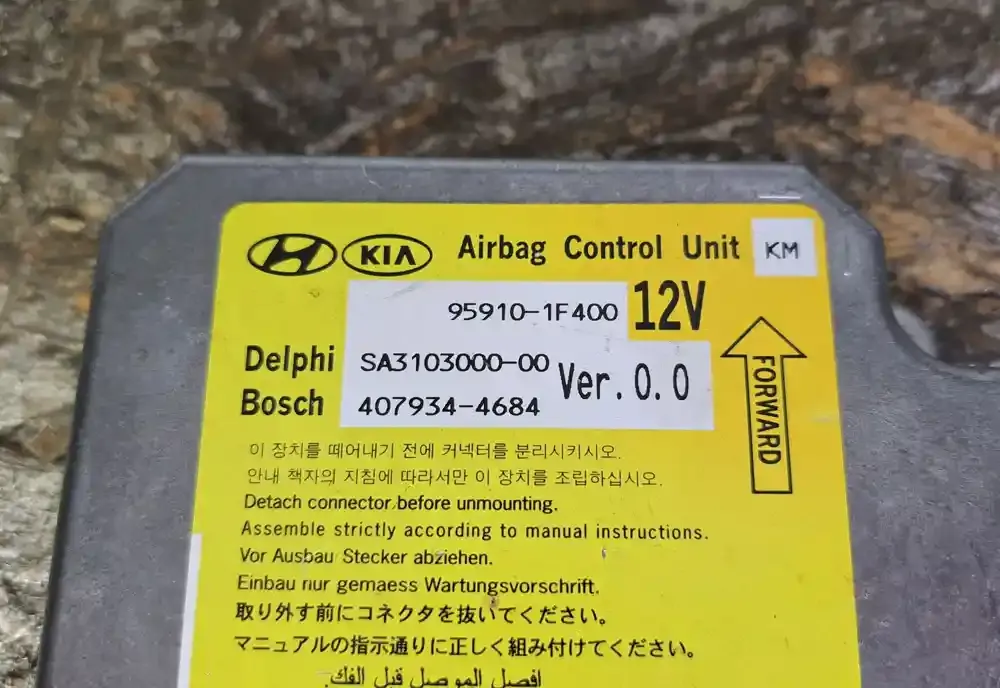 KIA Airbag Control Unit KM
95910-1F400 12V
Delphi SA3103000-00 Ver.0.0
Bosch 407934-4684
FORWARD
이 장치를 떼어내기 전에 커넥터를 분리시키시오.
안내 책자의 지침에 따라서만 이 장치를 조립하십시오.
Detach connector before unmounting.
Assemble strictly according to manual instructions.
Vor Ausbau Stecker abziehen.
Einbau nur gemaess Wartungsvorschrift.
取り外す前にコネクタを抜いてください。
マニュアルの指示通りに正しく組み付けてください。
افصل الموصل قبل الفك.